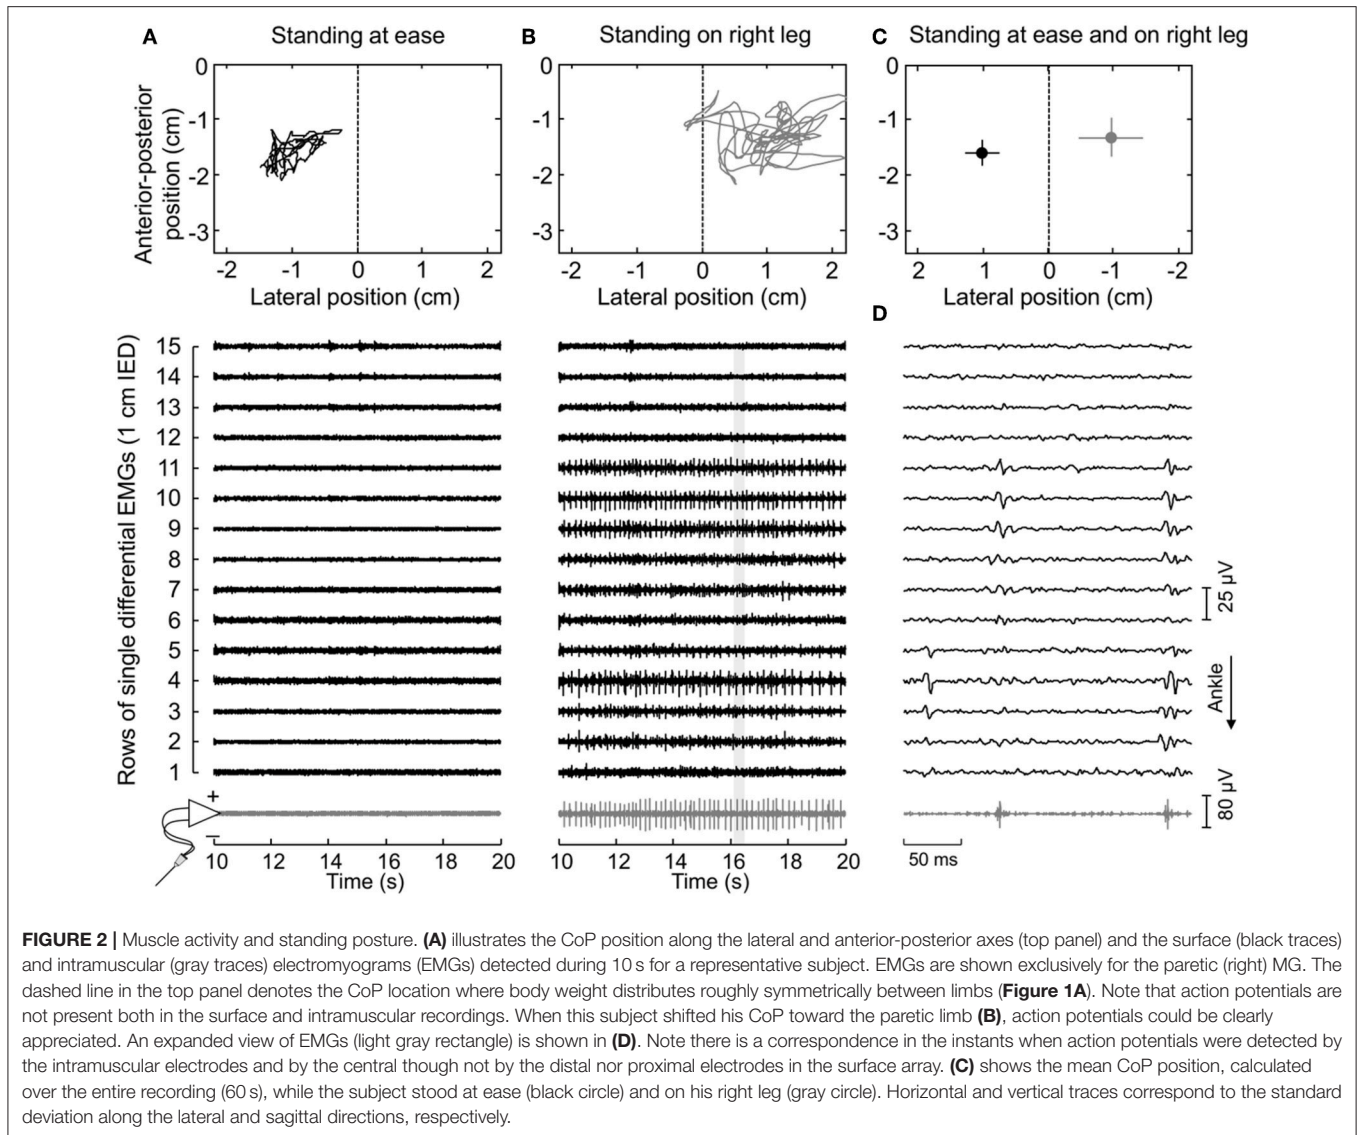 A
Standing at ease
B
Standing on right leg
C
Standing at ease and on right leg
Anterior-posterior
position (cm)
0
-1
-2
-3
0
-1
-2
-3
0
-1
-2
-3
-2 -1 0 1 2
-2 -1 0 1 2
2 1 0 -1 -2
Lateral position (cm)
Lateral position (cm)
Lateral position (cm)
D
Rows of single differential EMGs (1 cm IED)
15
14
13
12
11
10
9
8
7
6
5
4
3
2
1
25 µV
Ankle
80 µV
+
–
10 12 14 16 18 20
10 12 14 16 18 20
50 ms
Time (s)
Time (s)
FIGURE 2 | Muscle activity and standing posture. (A) illustrates the CoP position along the lateral and anterior-posterior axes (top panel) and the surface (black traces)
and intramuscular (gray traces) electromyograms (EMGs) detected during 10 s for a representative subject. EMGs are shown exclusively for the paretic (right) MG. The
dashed line in the top panel denotes the CoP location where body weight distributes roughly symmetrically between limbs (Figure 1A). Note that action potentials are
not present both in the surface and intramuscular recordings. When this subject shifted his CoP toward the paretic limb (B), action potentials could be clearly
appreciated. An expanded view of EMGs (light gray rectangle) is shown in (D). Note there is a correspondence in the instants when action potentials were detected by
the intramuscular electrodes and by the central though not by the distal nor proximal electrodes in the surface array. (C) shows the mean CoP position, calculated
over the entire recording (60 s), while the subject stood at ease (black circle) and on his right leg (gray circle). Horizontal and vertical traces correspond to the standard
deviation along the lateral and sagittal directions, respectively.